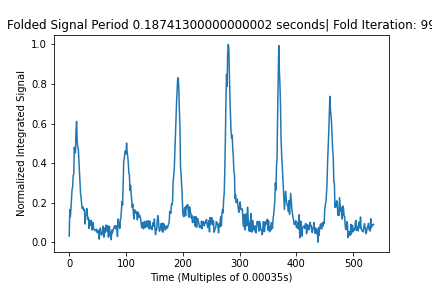 Folded Signal Period 0.18741300000000002 seconds| Fold Iteration: 99
Normalized Integrated Signal
1.0
0.8
0.6
0.4
0.2
0.0
0 100 200 300 400 500
Time (Multiples of 0.00035s)